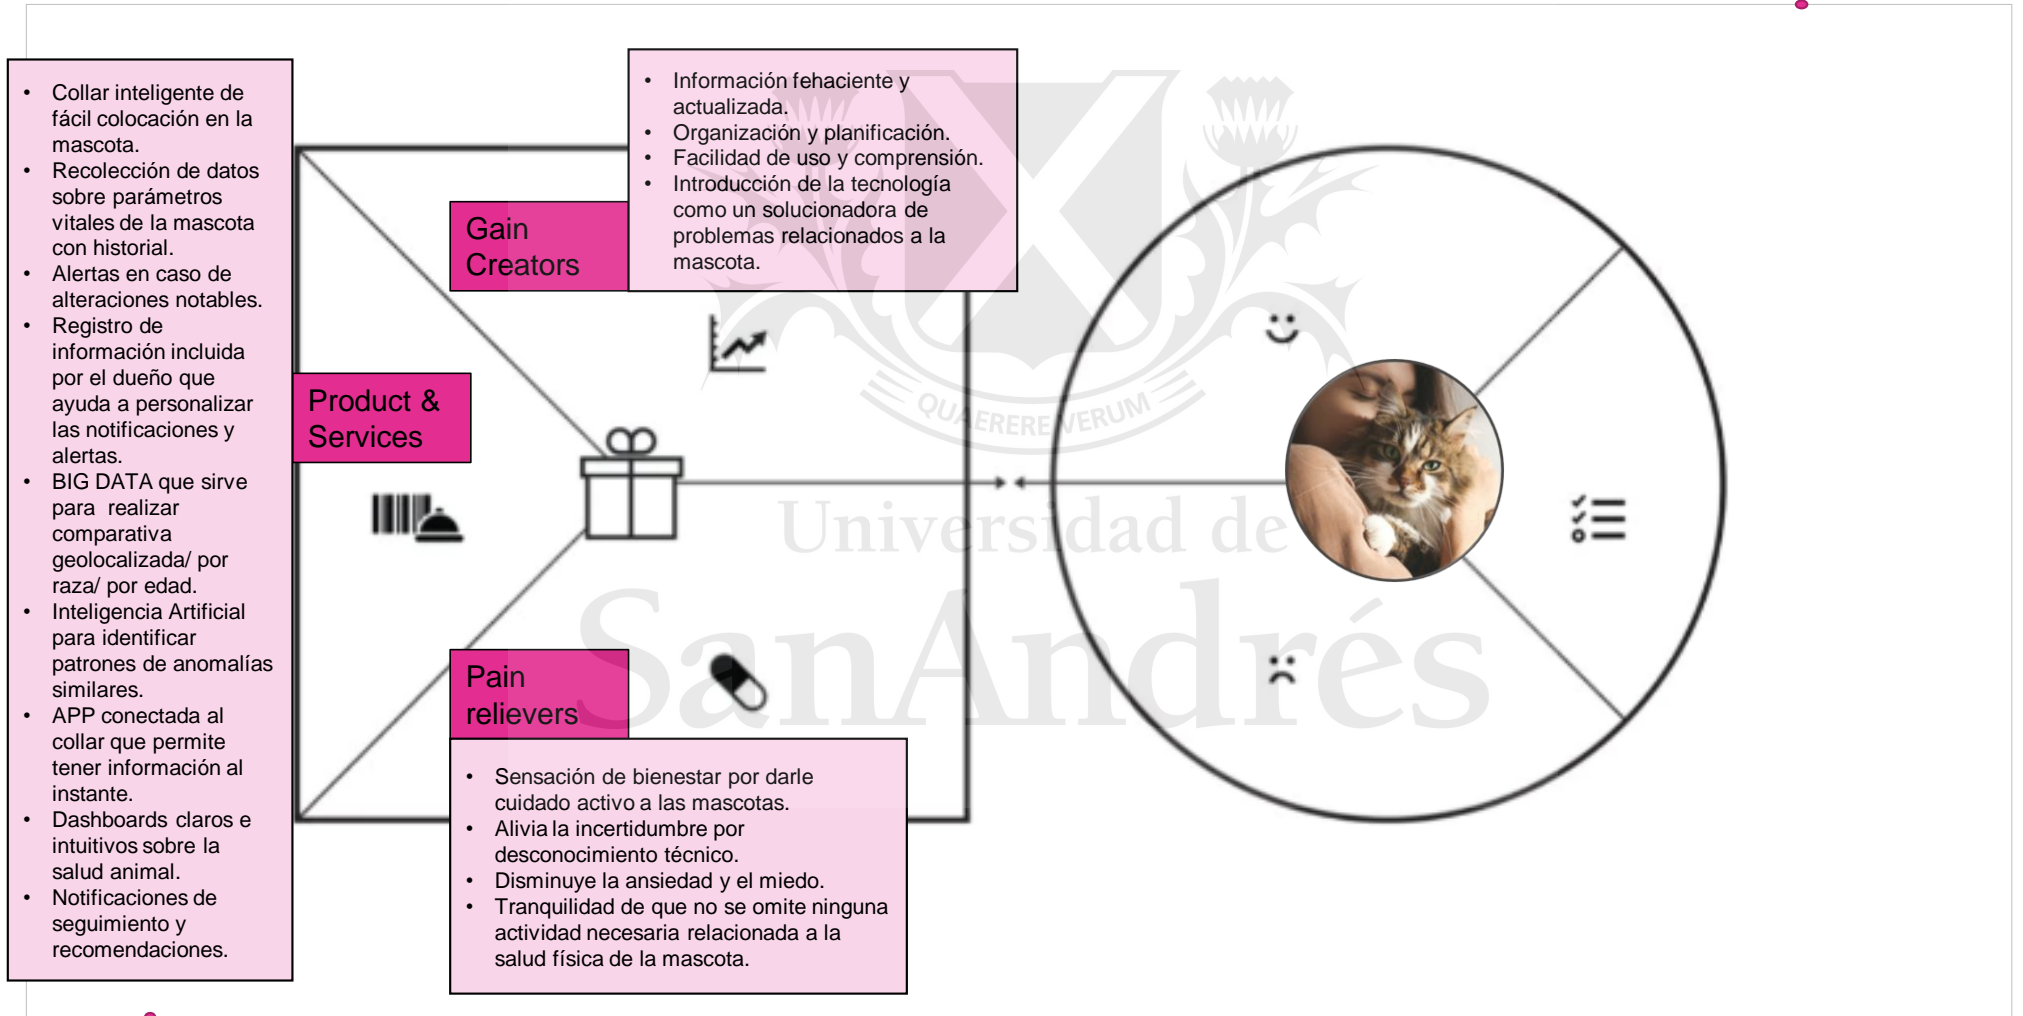 • Collar inteligente de
fácil colocación en la
mascota.
• Recolección de datos
sobre parámetros
vitales de la mascota
con historial.
• Alertas en caso de
alteraciones notables.
• Registro de
información incluida
por el dueño que
ayuda a personalizar
las notificaciones y
alertas.
• BIG DATA que sirve
para realizar
comparativa
geolocalizada/ por
raza/ por edad.
• Inteligencia Artificial
para identificar
patrones de anomalías
similares.
• APP conectada al
collar que permite
tener información al
instante.
• Dashboards claros e
intuitivos sobre la
salud animal.
• Notificaciones de
seguimiento y
recomendaciones.
Product &
Services
Gain
Creators
• Información fehaciente y
actualizada.
• Organización y planificación.
• Facilidad de uso y comprensión.
• Introducción de la tecnología
como un solucionadora de
problemas relacionados a la
mascota.
Pain
relievers
• Sensación de bienestar por darle
cuidado activo a las mascotas.
• Alivia la incertidumbre por
desconocimiento técnico.
• Disminuye la ansiedad y el miedo.
• Tranquilidad de que no se omite ninguna
actividad necesaria relacionada a la
salud física de la mascota.
QUAERERE VERUM
Universidad de
SanAndrés